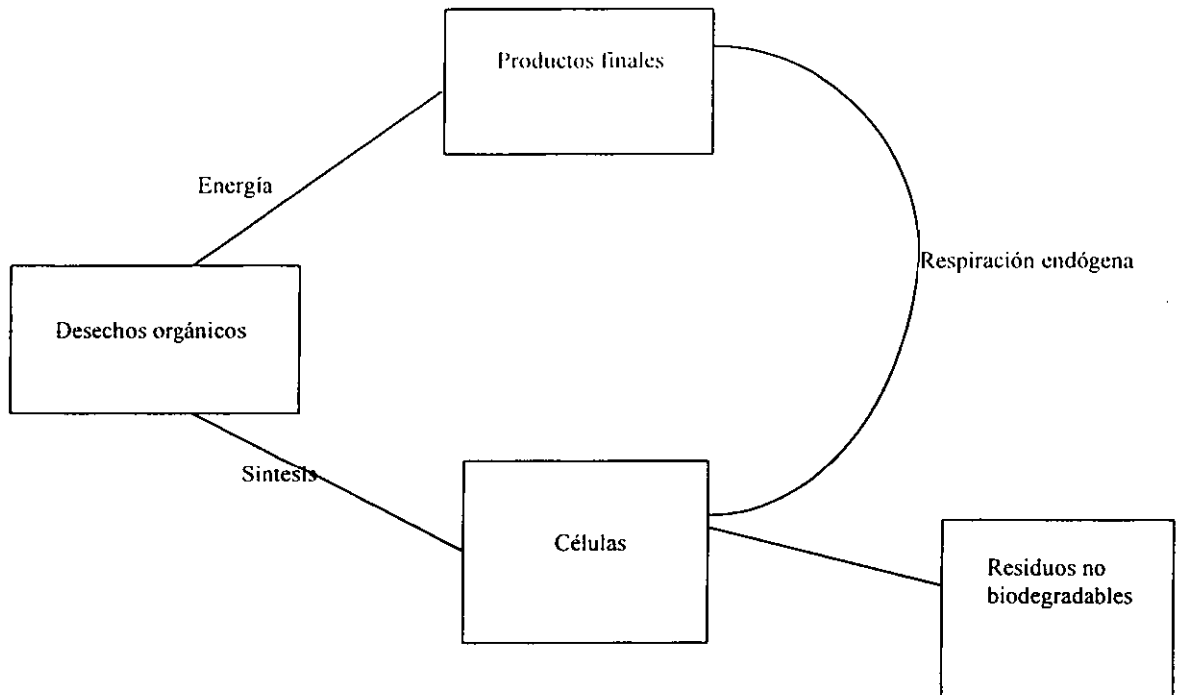 Productos finales
Energía
Respiración endógena
Desechos orgánicos
Sintesis
Células
Residuos no
biodegradables